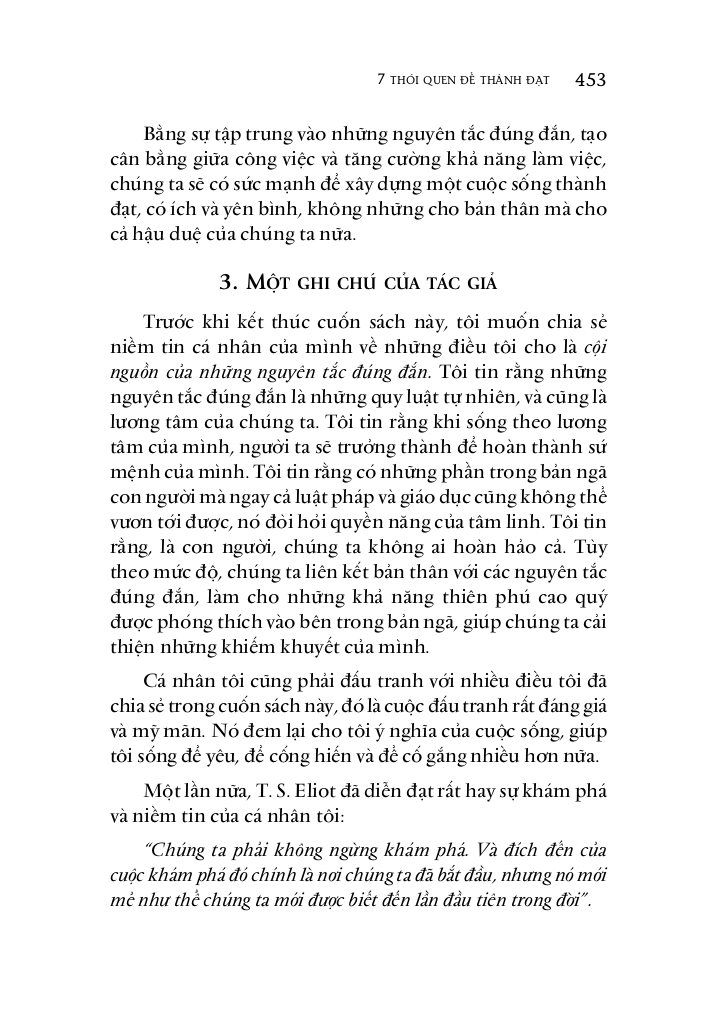 7 THÓI QUEN ĐỂ THÀNH ĐẠT 453
Bằng sự tập trung vào những nguyên tắc đúng đắn, tạo
cân bằng giữa công việc và tăng cường khả năng làm việc,
chúng ta sẽ có sức mạnh để xây dựng một cuộc sống thành
đạt, có ích và yên bình, không những cho bản thân mà cho
cả hậu duệ của chúng ta nữa.
3. MỘT GHI CHÚ CỦA TÁC GIẢ
Trước khi kết thúc cuốn sách này, tôi muốn chia sẻ
niềm tin cá nhân của mình về những điều tôi cho là cội
nguồn của những nguyên tắc đúng đắn. Tôi tin rằng những
nguyên tắc đúng đắn là những quy luật tự nhiên, và cũng là
lương tâm của chúng ta. Tôi tin rằng khi sống theo lương
tâm của mình, người ta sẽ trưởng thành để hoàn thành sứ
mệnh của mình. Tôi tin rằng có những phần trong bản ngã
con người mà ngay cả luật pháp và giáo dục cũng không thể
vươn tới được, nó đòi hỏi quyền năng của tâm linh. Tôi tin
rằng, là con người, chúng ta không ai hoàn hảo cả. Tùy
theo mức độ, chúng ta liên kết bản thân với các nguyên tắc
đúng đắn, làm cho những khả năng thiên phú cao quý
được phóng thích vào bên trong bản ngã, giúp chúng ta cải
thiện những khiếm khuyết của mình.
Cá nhân tôi cũng phải đấu tranh với nhiều điều tôi đã
chia sẻ trong cuốn sách này, đó là cuộc đấu tranh rất đáng giá
và mỹ mãn. Nó đem lại cho tôi ý nghĩa của cuộc sống, giúp
tôi sống để yêu, để cống hiến và để cố gắng nhiều hơn nữa.
Một lần nữa, T. S. Eliot đã diễn đạt rất hay sự khám phá
và niềm tin của cá nhân tôi:
“Chúng ta phải không ngừng khám phá. Và đích đến của
cuộc khám phá đó chính là nơi chúng ta đã bắt đầu, nhưng nó mới
mẻ như thể chúng ta mới được biết đến lần đầu tiên trong đời”.